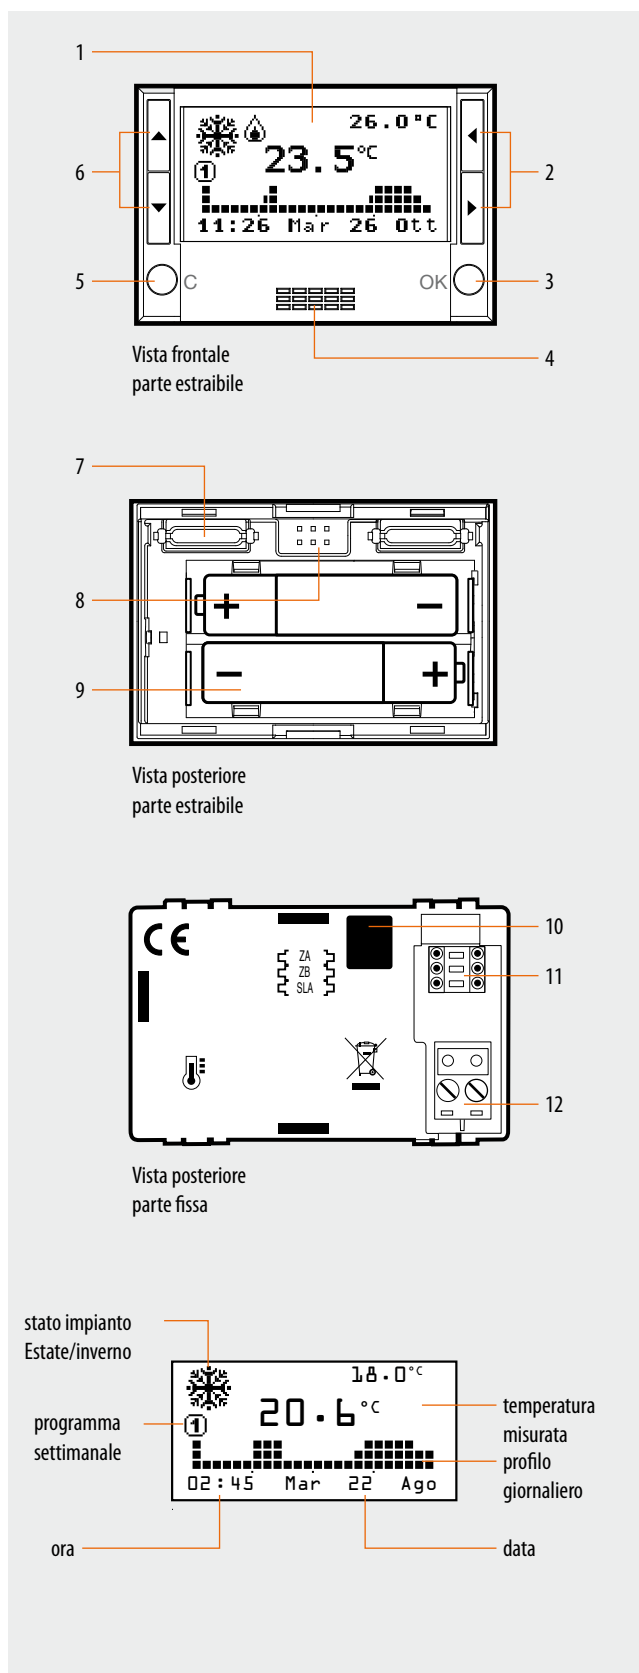 1
26.0°C
23.5°C
1
11:26 Mar 26 Ott
6
2
5
C
OK
3
4
Vista frontale
parte estraibile
7
8
+ −
9
− +
Vista posteriore
parte estraibile
CE
ZA
ZB
SLA
10
11
12
Vista posteriore
parte fissa
stato impianto
Estate/inverno
18.0°C
20.6°C
programma
settimanale
1
temperatura
misurata
profilo
giornaliero
02:45 Mar 22 Ago
ora
data